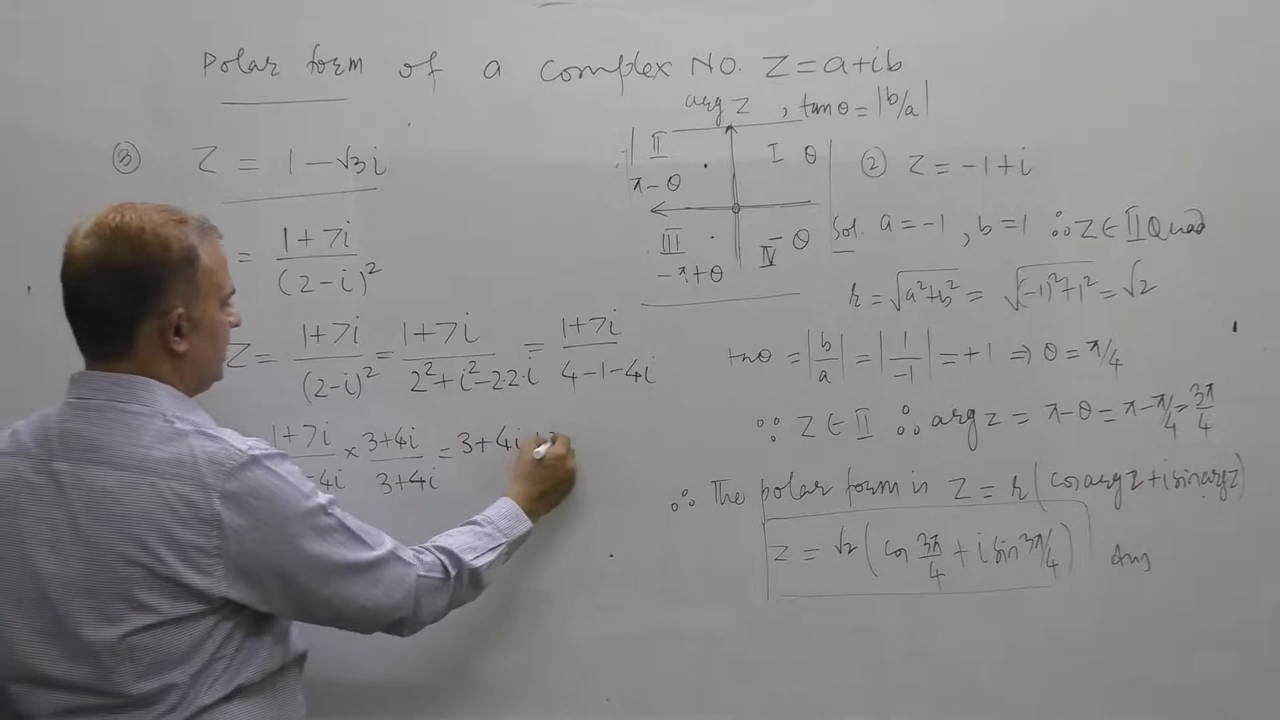 Polar form of a complex No. Z = a+ib
arg Z , tanθ = |b/a|
③ Z = 1 - √3i
= 1+7i / (2-i)²
Z = 1+7i / (2-i)² = 1+7i / 2²+i²-2.2.i = 1+7i / 4-1-4i
1+7i / -4i × 3+4i / 3+4i = 3+4i
II π-θ
I θ
III -π+θ
IV -θ
② Z = -1+i
Sol. a = -1 , b = 1 ∴ Z ∈ II Quad
r = √a²+b² = √(-1)²+1² = √2
tanθ = |b/a| = |1/-1| = +1 ⇒ θ = π/4
∵ Z ∈ II ∴ arg z = π-θ = π-π/4 = 3π/4
∴ The polar form is Z = r(cos arg Z + i sin arg Z)
Z = √2 (cos 3π/4 + i sin 3π/4) Ans